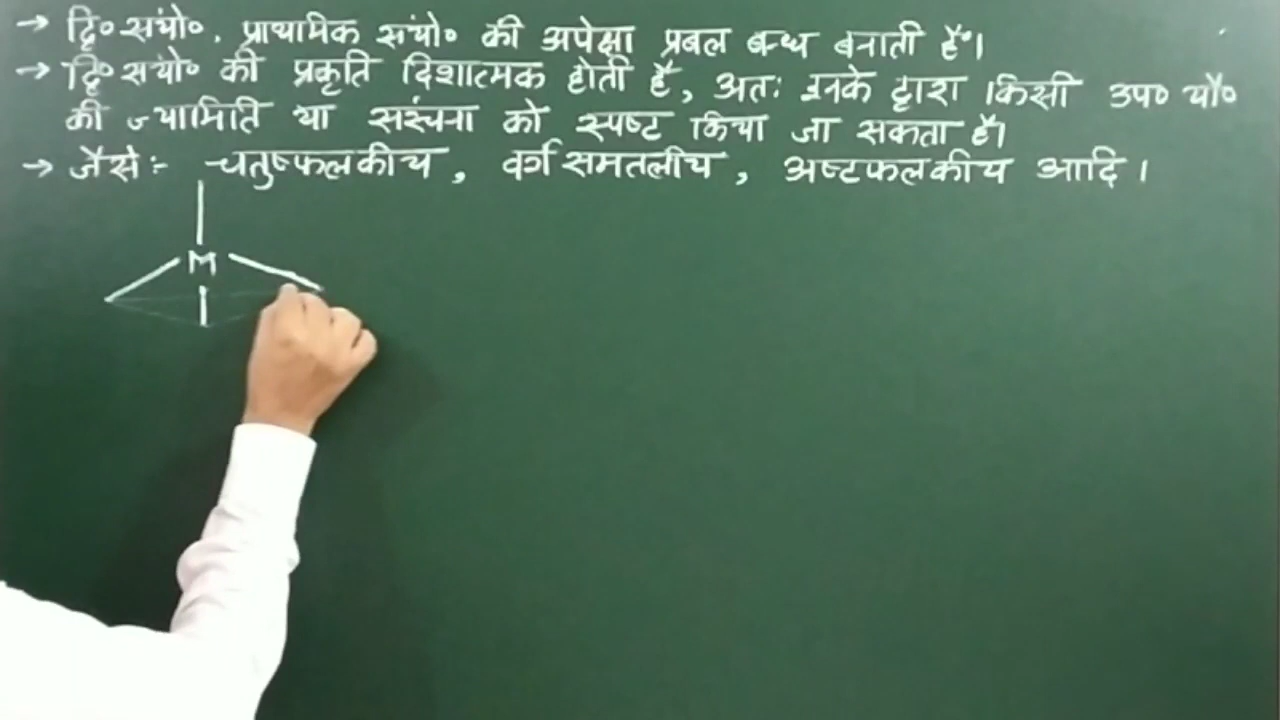 → द्वि॰ संयो॰, प्राथमिक संयो॰ की अपेक्षा प्रबल बन्ध बनाती हैं।
→ द्वि॰ संयो॰ की प्रकृति दिशात्मक होती है, अतः इनके द्वारा किसी उप॰ यौ॰
की ज्यामिति या संरचना को स्पष्ट किया जा सकता है।
→ जैसे:- चतुष्फलकीय, वर्ग समतलीय, अष्टफलकीय आदि।
M